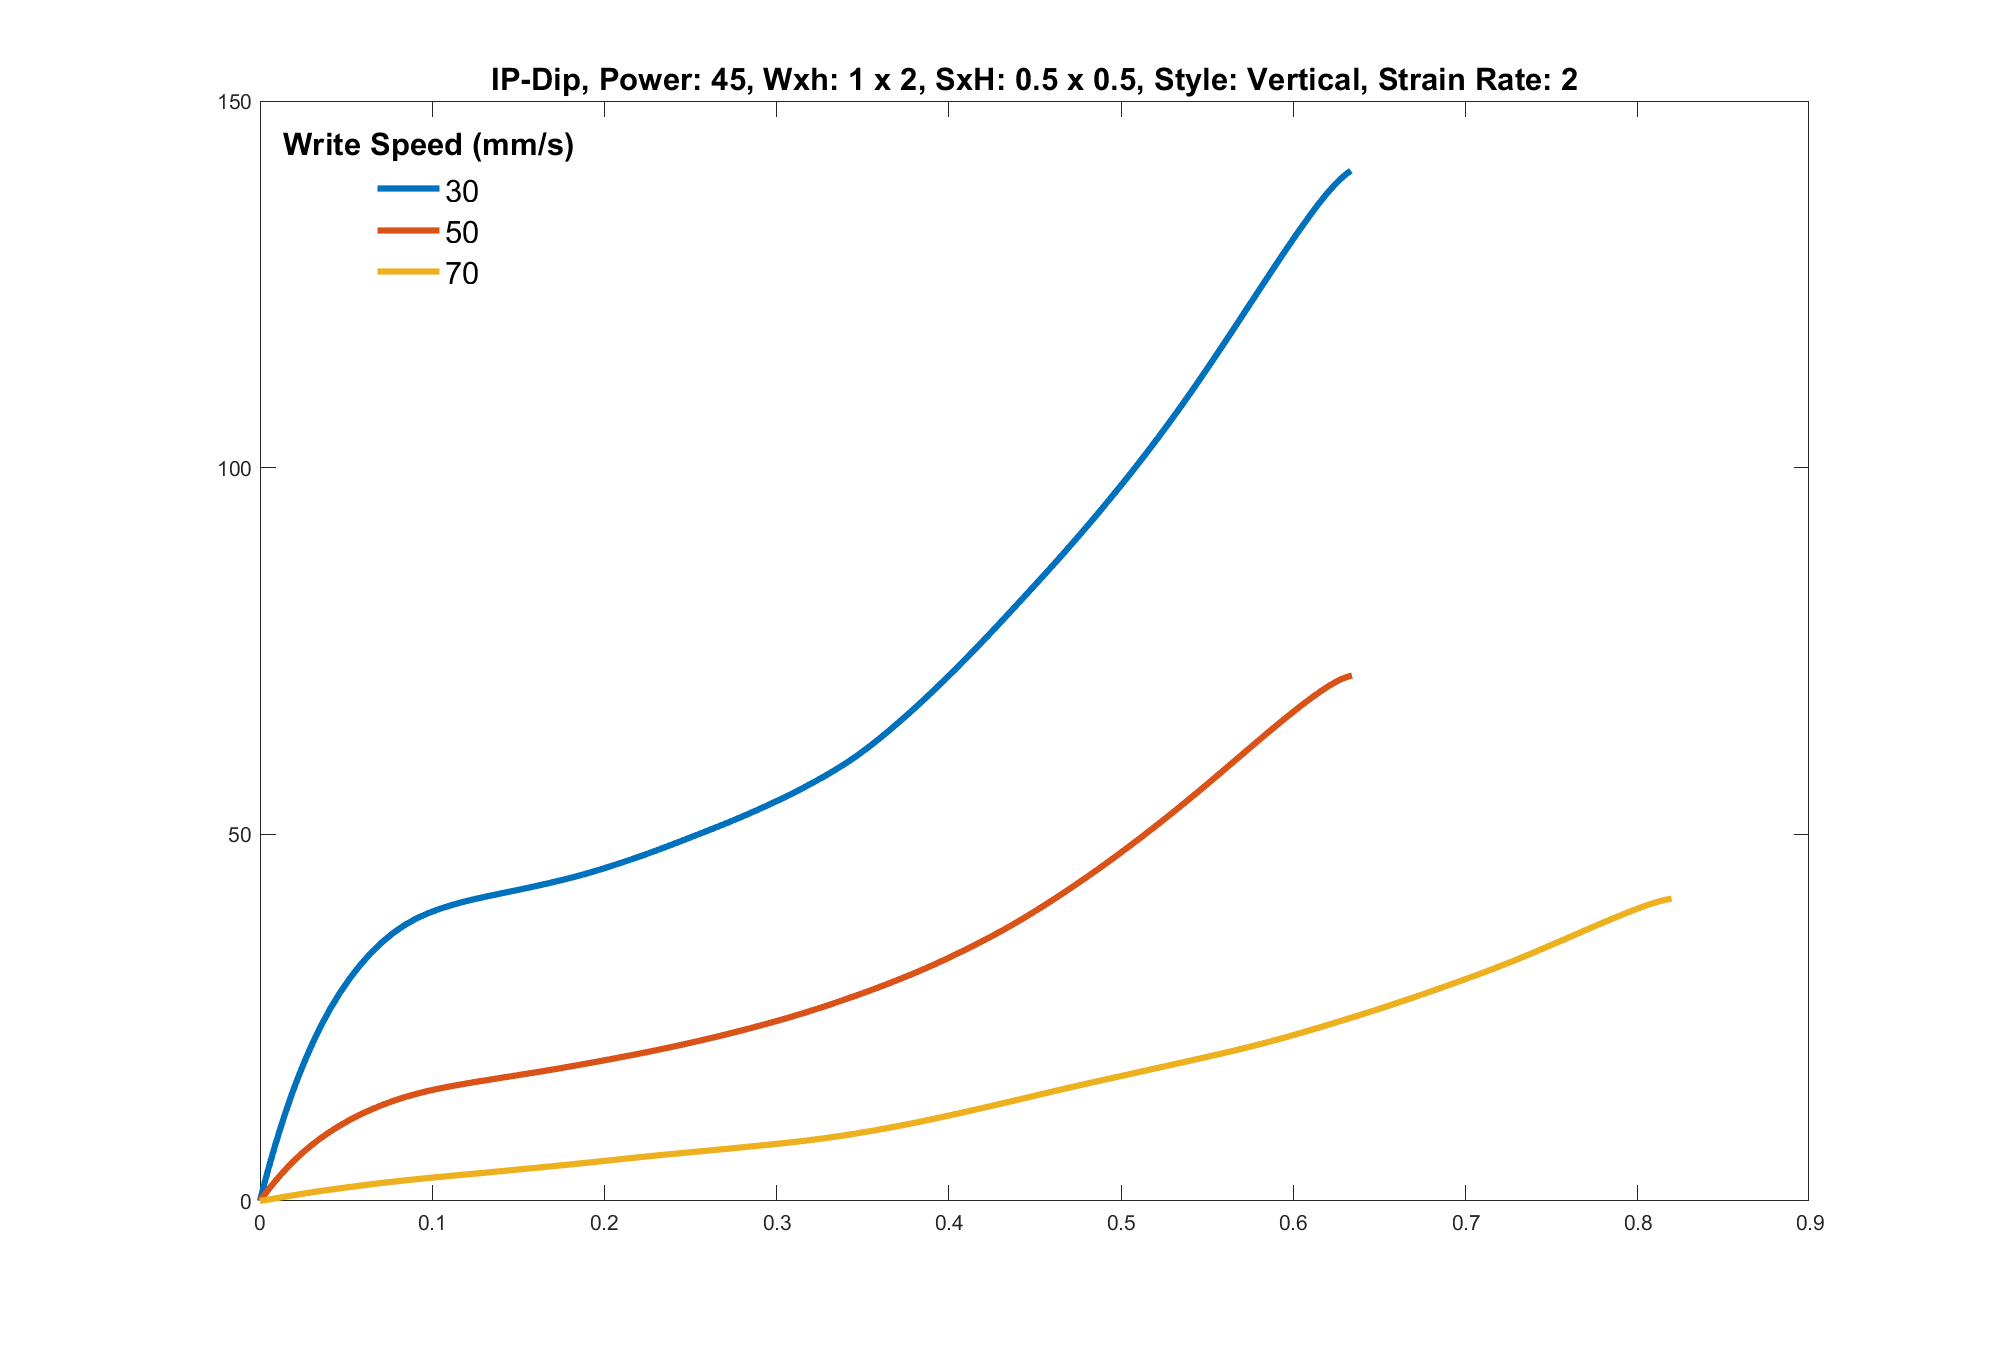 IP-Dip, Power: 45, Wxh: 1 x 2, SxH: 0.5 x 0.5, Style: Vertical, Strain Rate: 2
150
Write Speed (mm/s)
30
50
70
100
50
0
0 0.1 0.2 0.3 0.4 0.5 0.6 0.7 0.8 0.9